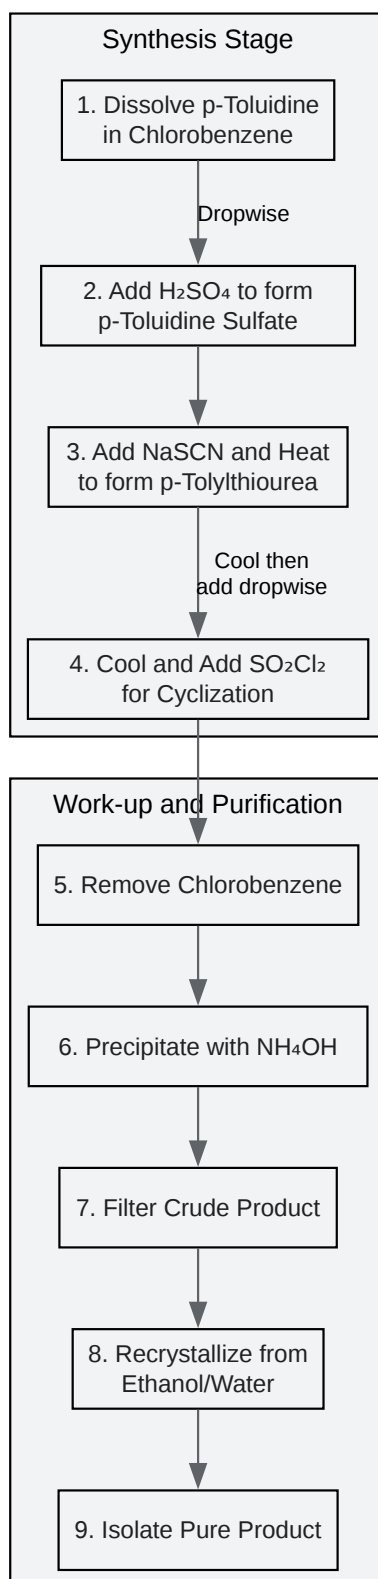 Synthesis Stage
1. Dissolve p-Toluidine
in Chlorobenzene
Dropwise
2. Add H₂SO₄ to form
p-Toluidine Sulfate
3. Add NaSCN and Heat
to form p-Tolylthiourea
Cool then
add dropwise
4. Cool and Add SO₂Cl₂
for Cyclization
Work-up and Purification
5. Remove Chlorobenzene
6. Precipitate with NH₄OH
7. Filter Crude Product
8. Recrystallize from
Ethanol/Water
9. Isolate Pure Product